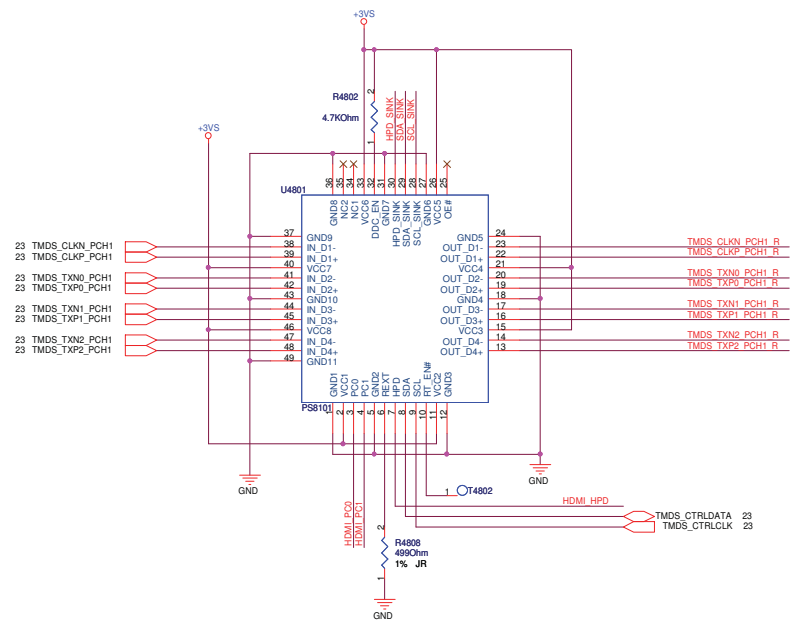 +3VS
R4802
2
4.7KOhm
1
HPD_SINK
SDA_SINK
SCL_SINK
+3VS
36
35
34
33
32
31
30
29
28
27
26
25
U4801
GND8
NC2
NC1
VCC6
DDC_EN
GND7
HPD_SINK
SDA_SINK
SCL_SINK
GND6
VCC5
OE#
37 GND9 GND5 24
23 TMDS_CLKN_PCH1 38 IN_D1- OUT_D1- 23 TMDS_CLKN_PCH1_R
23 TMDS_CLKP_PCH1 39 IN_D1+ OUT_D1+ 22 TMDS_CLKP_PCH1_R
40 VCC7 VCC4 21
23 TMDS_TXN0_PCH1 41 IN_D2- OUT_D2- 20 TMDS_TXN0_PCH1_R
23 TMDS_TXP0_PCH1 42 IN_D2+ OUT_D2+ 19 TMDS_TXP0_PCH1_R
43 GND10 GND4 18
23 TMDS_TXN1_PCH1 44 IN_D3- OUT_D3- 17 TMDS_TXN1_PCH1_R
23 TMDS_TXP1_PCH1 45 IN_D3+ OUT_D3+ 16 TMDS_TXP1_PCH1_R
46 VCC8 VCC3 15
23 TMDS_TXN2_PCH1 47 IN_D4- OUT_D4- 14 TMDS_TXN2_PCH1_R
23 TMDS_TXP2_PCH1 48 IN_D4+ OUT_D4+ 13 TMDS_TXP2_PCH1_R
49 GND11
GND1
VCC1
PC0
PC1
GND2
REXT
HPD
SDA
SCL
RT_EN#
VCC2
GND3
PS8101
1
2
3
4
5
6
7
8
9
10
11
12
GND
GND
1 T4802
HDMI_PC0
HDMI_PC1
HDMI_HPD
TMDS_CTRLDATA 23
TMDS_CTRLCLK 23
2
R4808
499Ohm
1% JR
1
GND